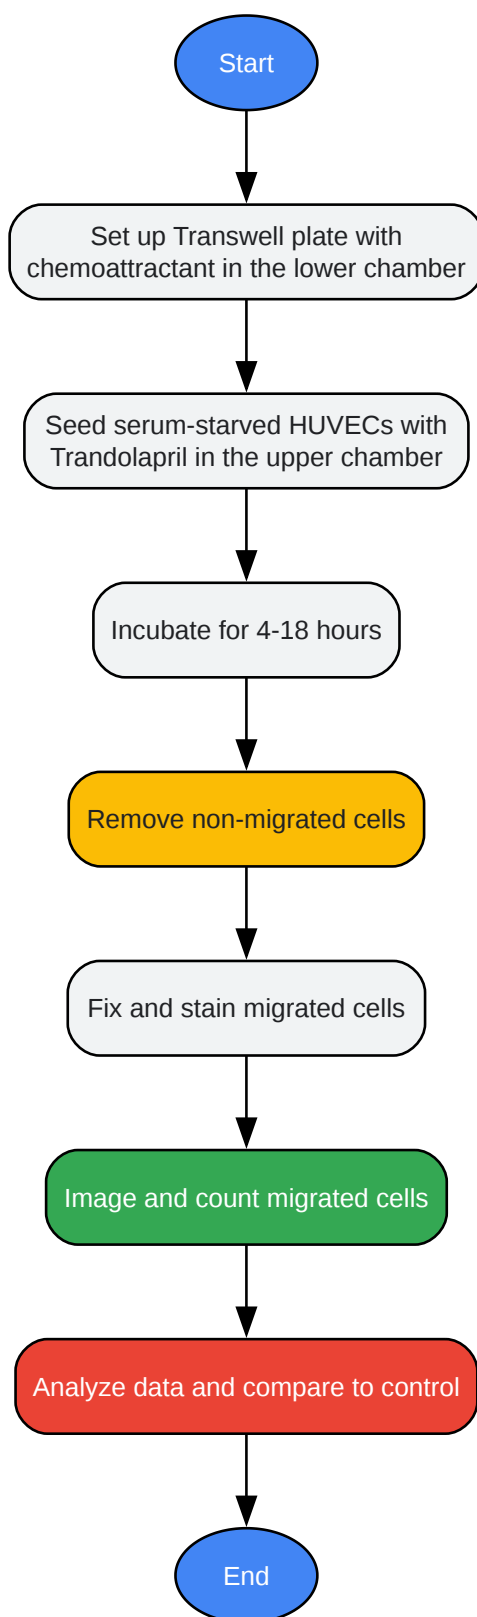 Start
Set up Transwell plate with
chemoattractant in the lower chamber
Seed serum-starved HUVECs with
Trandolapril in the upper chamber
Incubate for 4-18 hours
Remove non-migrated cells
Fix and stain migrated cells
Image and count migrated cells
Analyze data and compare to control
End